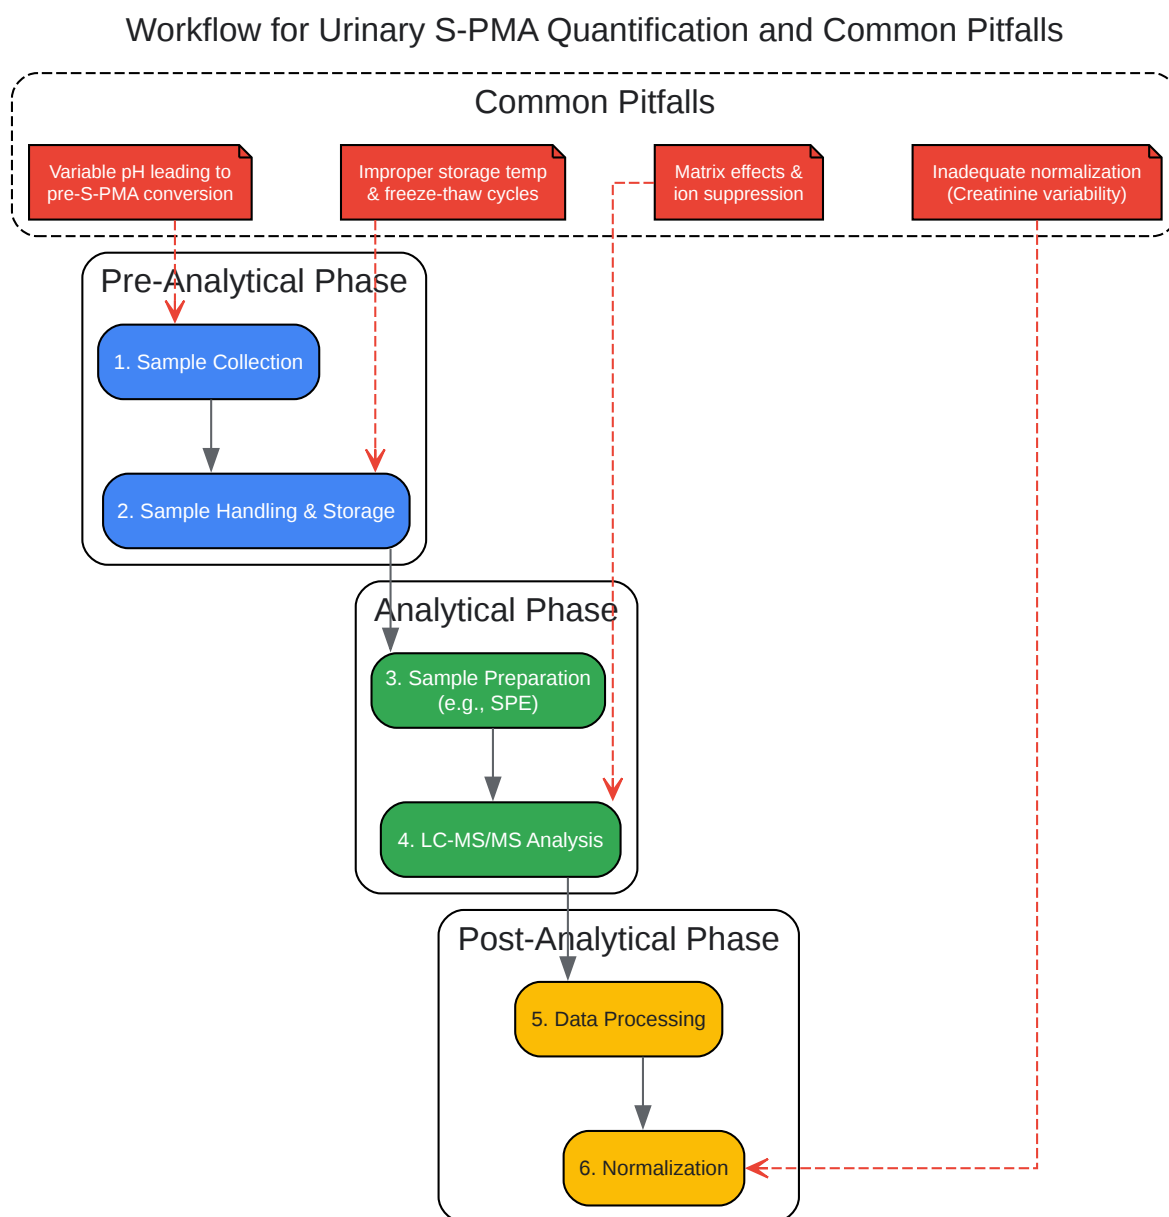 Workflow for Urinary S-PMA Quantification and Common Pitfalls
Common Pitfalls
Variable pH leading to
pre-S-PMA conversion
Improper storage temp
& freeze-thaw cycles
Matrix effects &
ion suppression
Inadequate normalization
(Creatinine variability)
Pre-Analytical Phase
1. Sample Collection
2. Sample Handling & Storage
Analytical Phase
3. Sample Preparation
(e.g., SPE)
4. LC-MS/MS Analysis
Post-Analytical Phase
5. Data Processing
6. Normalization